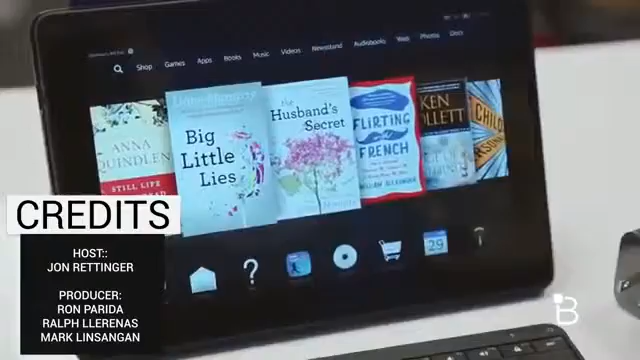 Shop Games Apps Books Music Videos Newsstand Audiobooks Web Photos Docs
ANNA
QUINDLEN
STILL LIFE
Big
Little
Lies
the
Husband's
Secret
FLIRTING
FRENCH
KEN
FOLLETT
CHILD
29
CREDITS
HOST::
JON RETTINGER
PRODUCER:
RON PARIDA
RALPH LLERENAS
MARK LINSANGAN
B